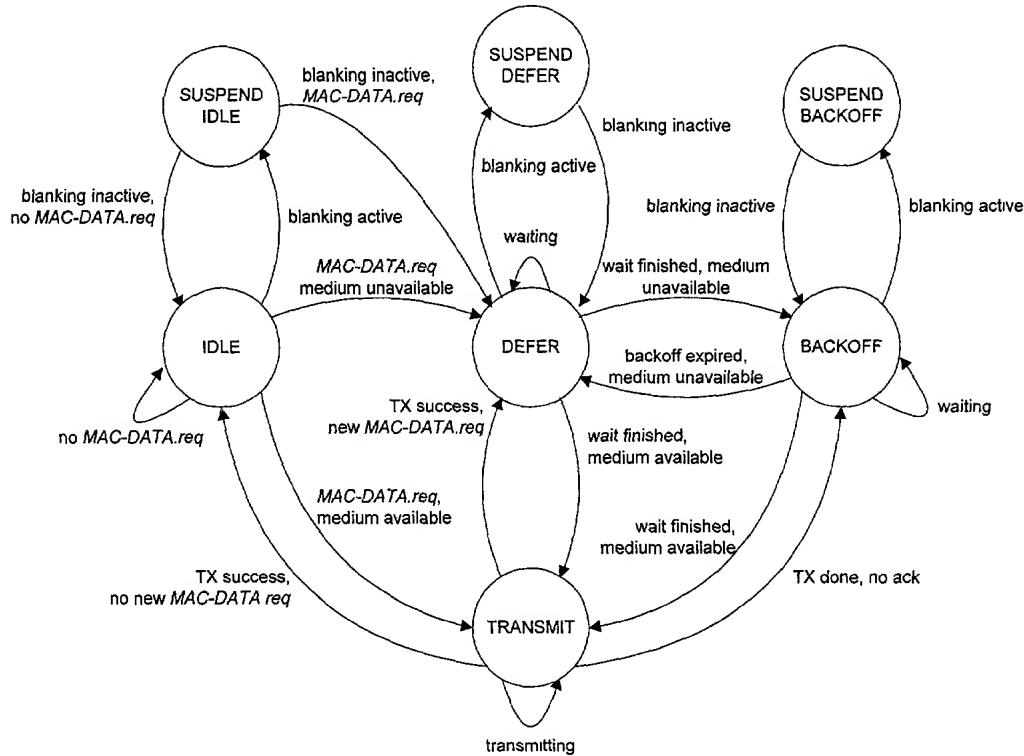 SUSPEND
IDLE
SUSPEND
DEFER
SUSPEND
BACKOFF
blanking inactive,
MAC-DATA.req
blanking inactive
blanking active
blanking inactive,
no MAC-DATA.req
blanking active
blanking inactive
blanking active
waiting
MAC-DATA.req
medium unavailable
wait finished, medium
unavailable
IDLE
DEFER
BACKOFF
backoff expired,
medium unavailable
waiting
no MAC-DATA.req
TX success,
new MAC-DATA.req
wait finished,
medium available
MAC-DATA.req,
medium available
wait finished,
medium available
TX success,
no new MAC-DATA req
TX done, no ack
TRANSMIT
transmitting